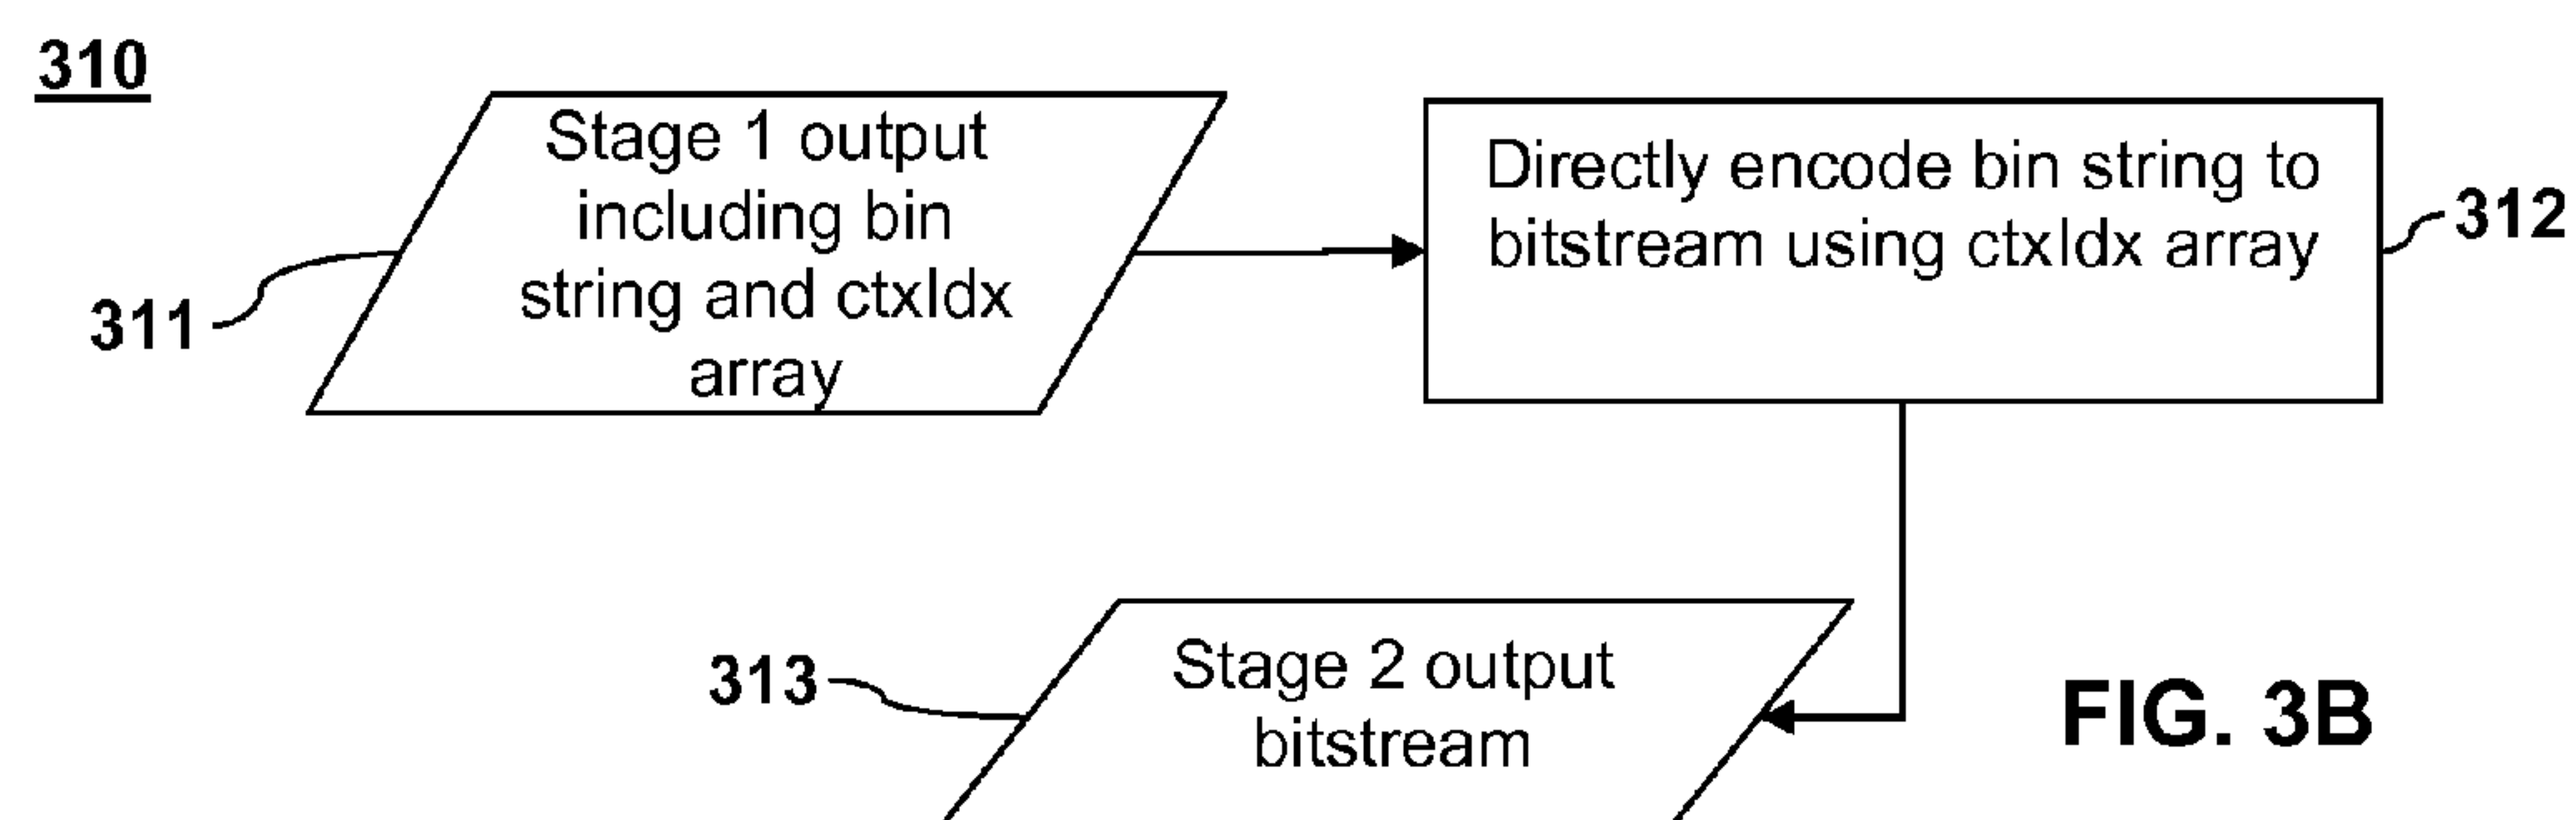 310
Stage 1 output
including bin
string and ctxIdx
array
311
Directly encode bin string to
bitstream using ctxIdx array
312
Stage 2 output
bitstream
313
FIG. 3B